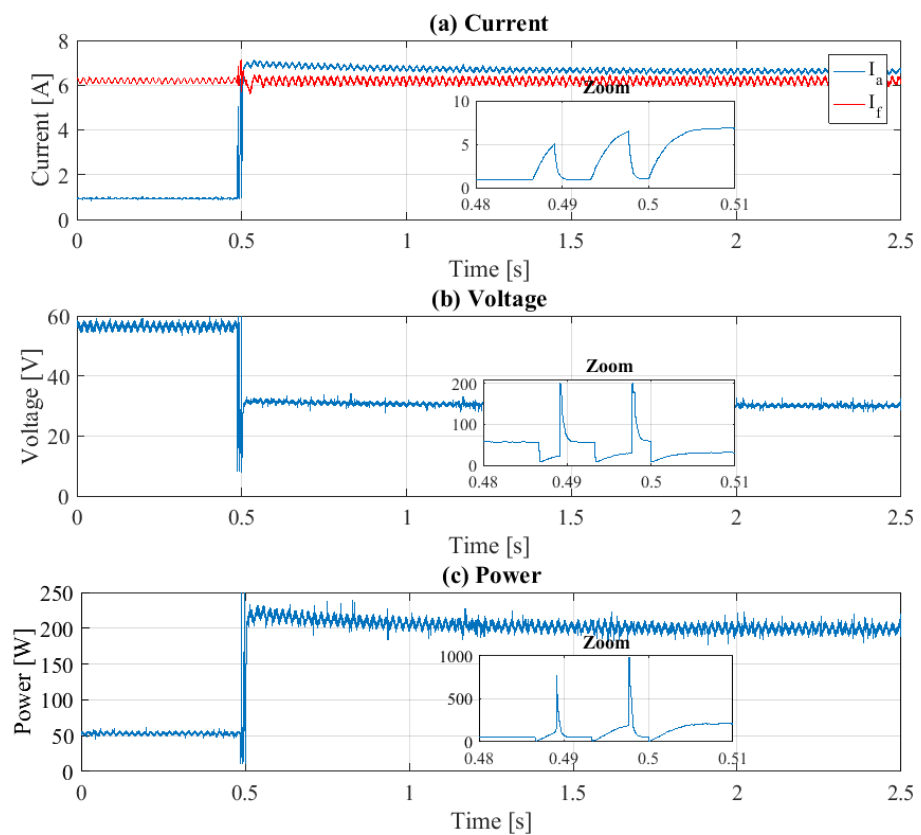 (a) Current
8
6
4
2
0
Current [A]
I_a
I_f
Zoom
10
5
0
0.48 0.49 0.5 0.51
0 0.5 1 1.5 2 2.5
Time [s]
(b) Voltage
60
40
20
0
Voltage [V]
Zoom
200
100
0
0.48 0.49 0.5 0.51
0 0.5 1 1.5 2 2.5
Time [s]
(c) Power
250
200
150
100
50
0
Power [W]
Zoom
1000
500
0
0.48 0.49 0.5 0.51
0 0.5 1 1.5 2 2.5
Time [s]